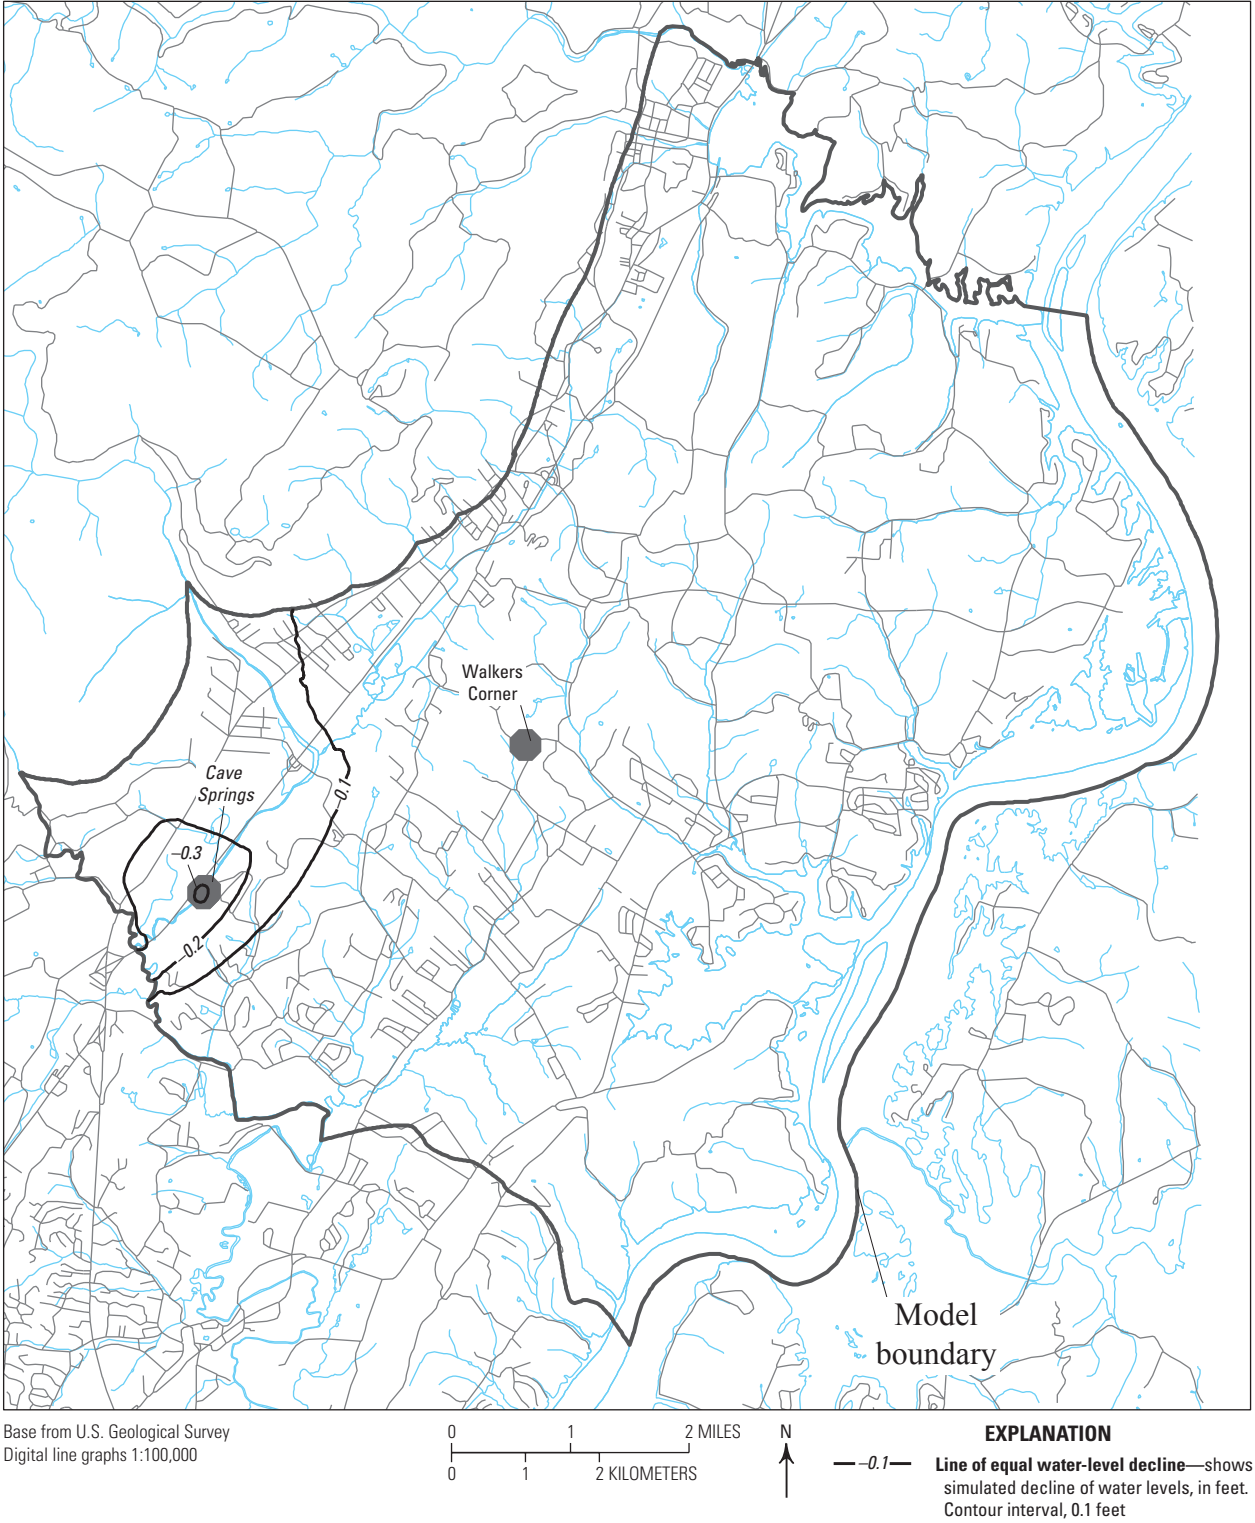 Walkers
Corner
Cave
Springs
–0.1
–0.3
–0.2
Model
boundary
Base from U.S. Geological Survey
Digital line graphs 1:100,000
0 1 2 MILES
0 1 2 KILOMETERS
N
EXPLANATION
–0.1
Line of equal water-level decline—shows
simulated decline of water levels, in feet.
Contour interval, 0.1 feet